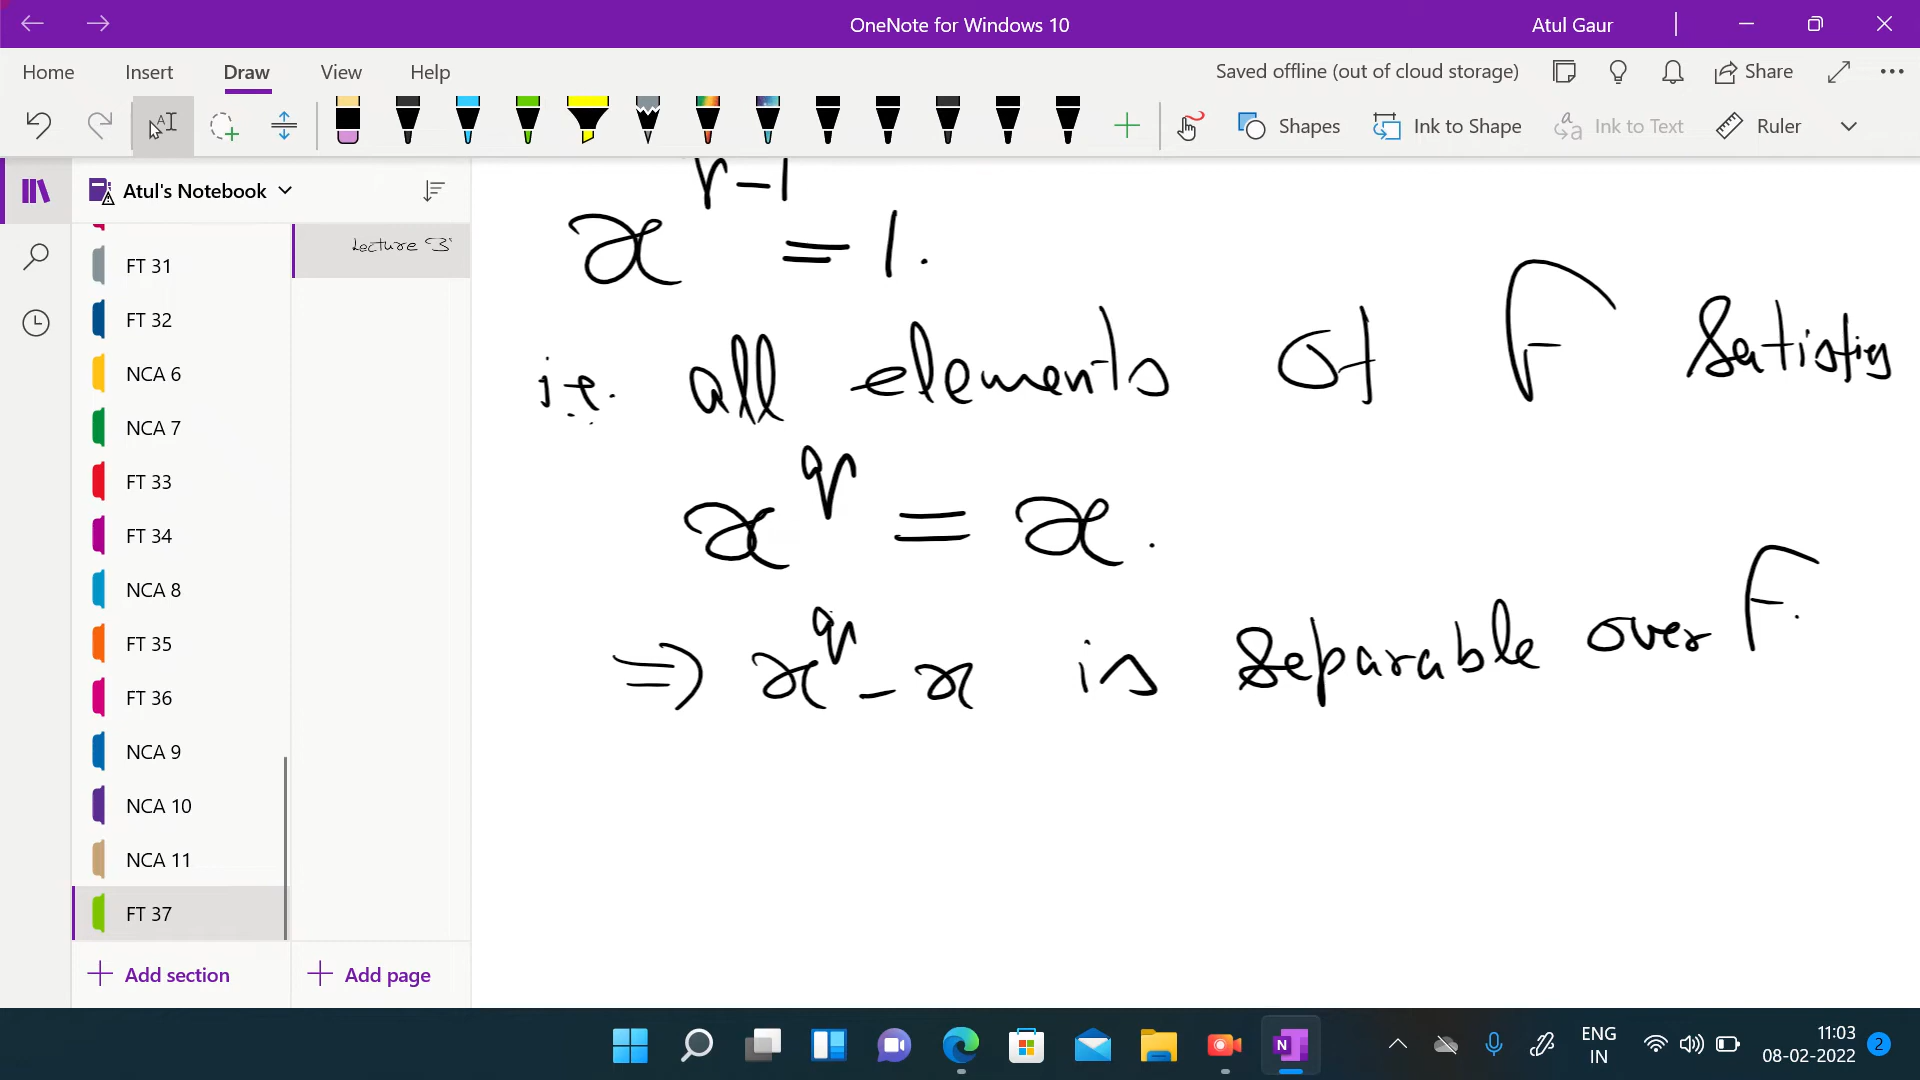 OneNote for Windows 10
Atul Gaur
Home Insert Draw View Help
Saved offline (out of cloud storage)
Share
Shapes
Ink to Shape
Ink to Text
Ruler
Atul's Notebook
FT 31
FT 32
NCA 6
NCA 7
FT 33
FT 34
NCA 8
FT 35
FT 36
NCA 9
NCA 10
NCA 11
FT 37
Add section
Lecture 3
Add page
x^{r-1} = 1.
i.e. all elements of F satisfies
x^q = x.
=> x^q - x is separable over F.
ENG
IN
11:03
08-02-2022
2